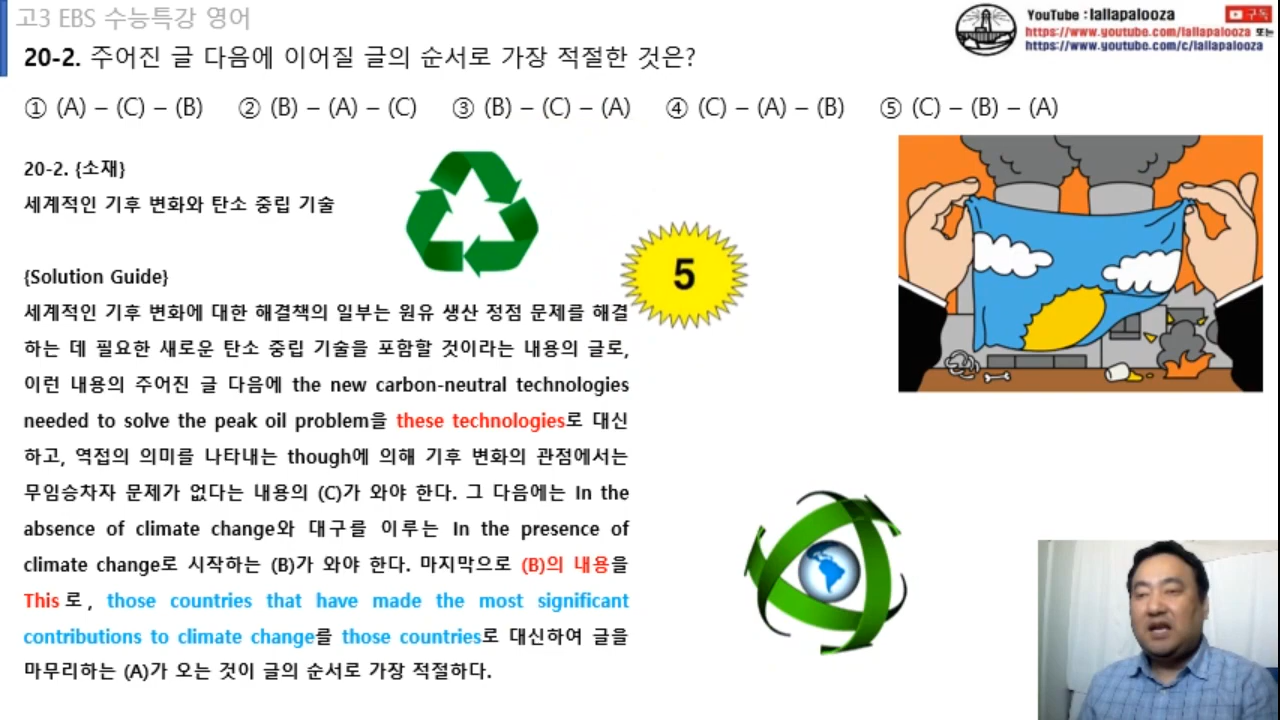 고3 EBS 수능특강 영어
YouTube : lallapalooza
구독
https://www.youtube.com/lallapalooza 또는
https://www.youtube.com/c/lallapalooza
20-2. 주어진 글 다음에 이어질 글의 순서로 가장 적절한 것은?
① (A) – (C) – (B) ② (B) – (A) – (C) ③ (B) – (C) – (A) ④ (C) – (A) – (B) ⑤ (C) – (B) – (A)
20-2. {소재}
세계적인 기후 변화와 탄소 중립 기술
5
{Solution Guide}
세계적인 기후 변화에 대한 해결책의 일부는 원유 생산 정점 문제를 해결
하는 데 필요한 새로운 탄소 중립 기술을 포함할 것이라는 내용의 글로,
이런 내용의 주어진 글 다음에 the new carbon-neutral technologies
needed to solve the peak oil problem을 these technologies로 대신
하고, 역접의 의미를 나타내는 though에 의해 기후 변화의 관점에서는
무임승차자 문제가 없다는 내용의 (C)가 와야 한다. 그 다음에는 In the
absence of climate change와 대구를 이루는 In the presence of
climate change로 시작하는 (B)가 와야 한다. 마지막으로 (B)의 내용을
This로, those countries that have made the most significant
contributions to climate change를 those countries로 대신하여 글을
마무리하는 (A)가 오는 것이 글의 순서로 가장 적절하다.